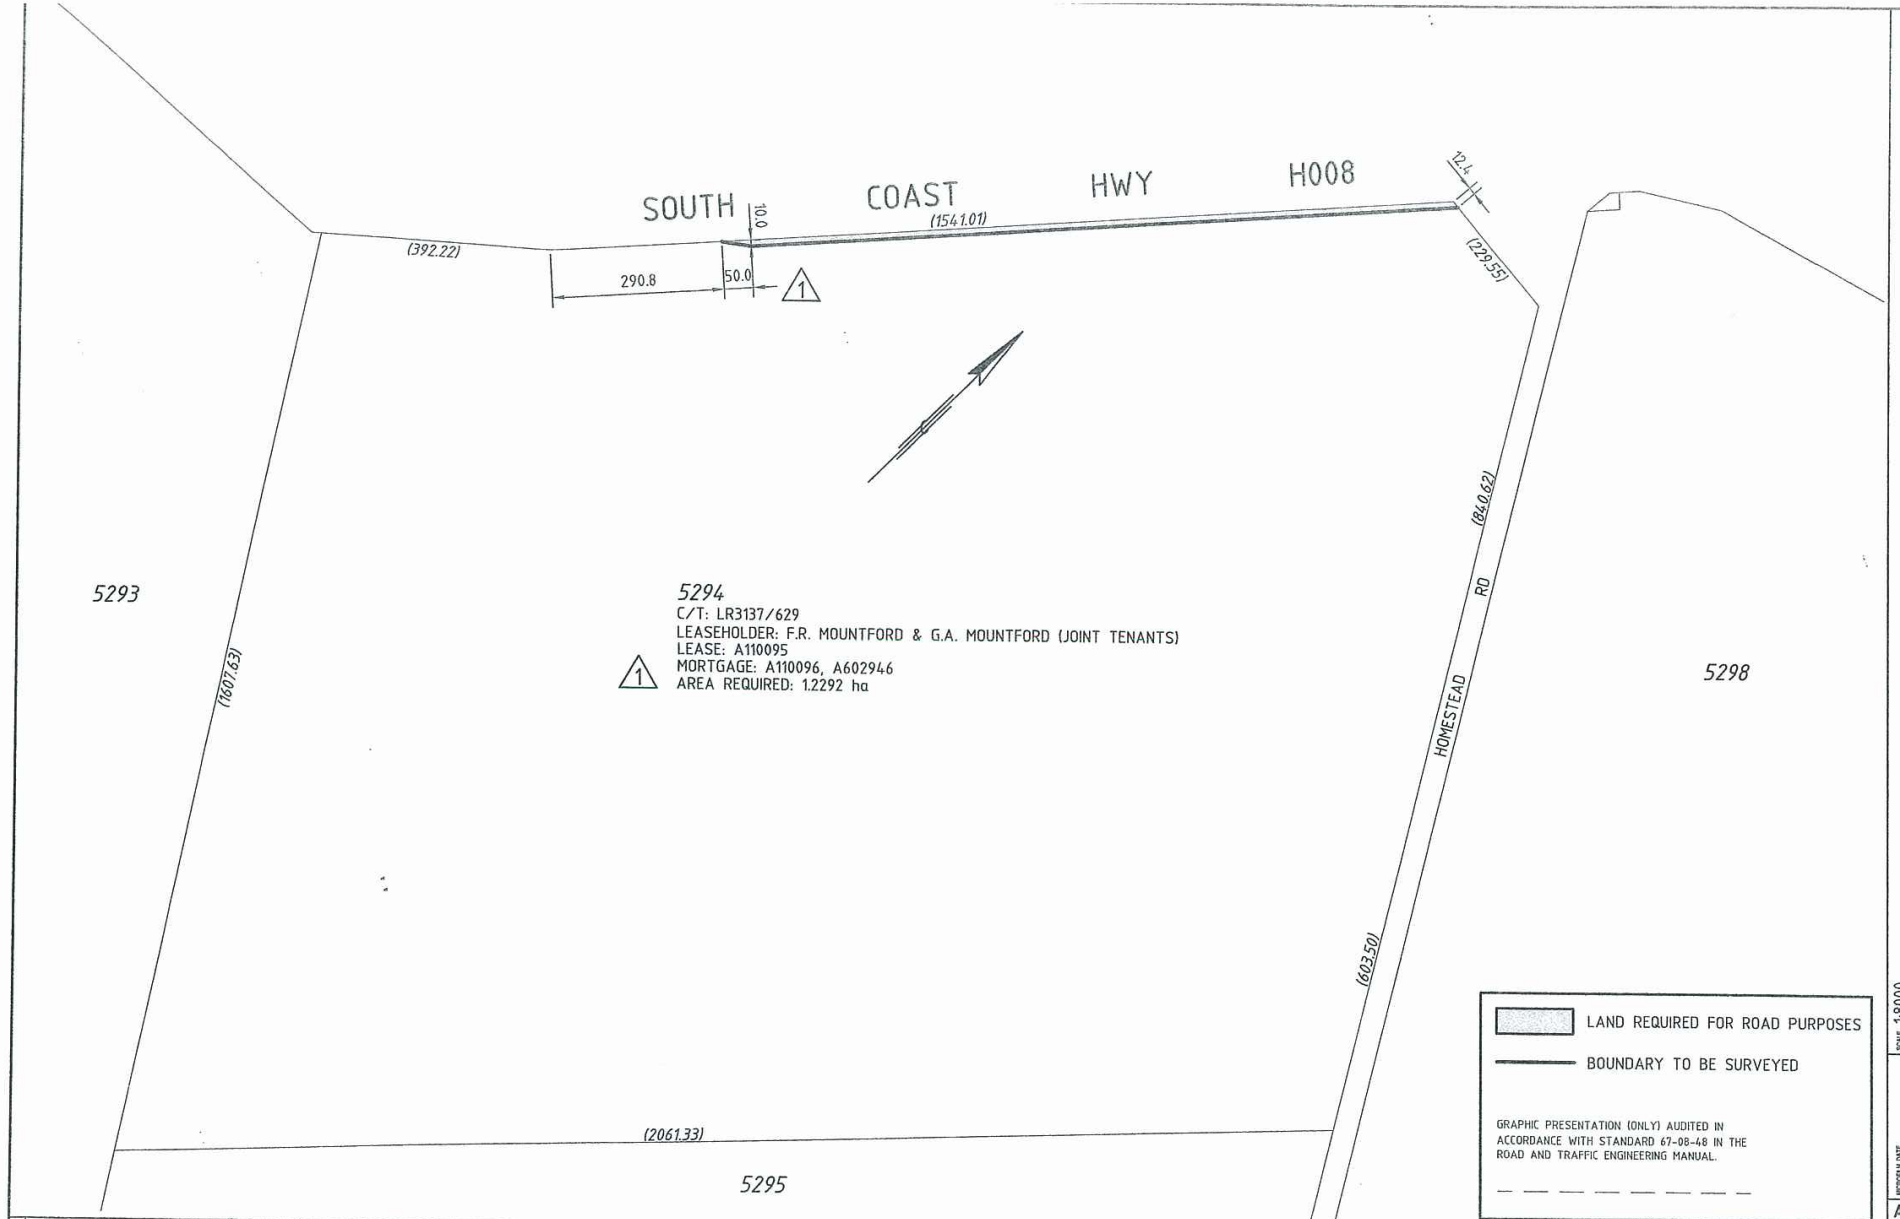 SOUTH COAST HWY H008
12.4
10.0
(1541.01)
(392.22)
(229.55)
290.8
50.0
1
(840.62)
5293
5294
C/T: LR3137/629
LEASEHOLDER: F.R. MOUNTFORD & G.A. MOUNTFORD (JOINT TENANTS)
LEASE: A110095
MORTGAGE: A110096, A602946
AREA REQUIRED: 1.2292 ha
1
HOMESTEAD RD
5298
(1607.63)
(603.50)
(2061.33)
5295
LAND REQUIRED FOR ROAD PURPOSES
BOUNDARY TO BE SURVEYED
GRAPHIC PRESENTATION (ONLY) AUDITED IN
ACCORDANCE WITH STANDARD 67-08-48 IN THE
ROAD AND TRAFFIC ENGINEERING MANUAL.
SCALE 1:8000